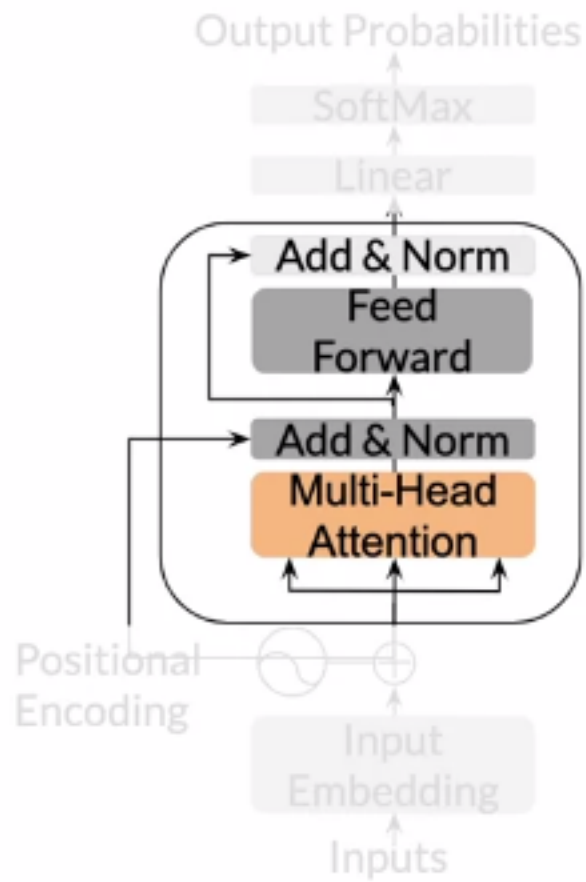 Output Probabilities
SoftMax
Linear
Add & Norm
Feed
Forward
Add & Norm
Multi-Head
Attention
Positional
Encoding
Input
Embedding
Inputs